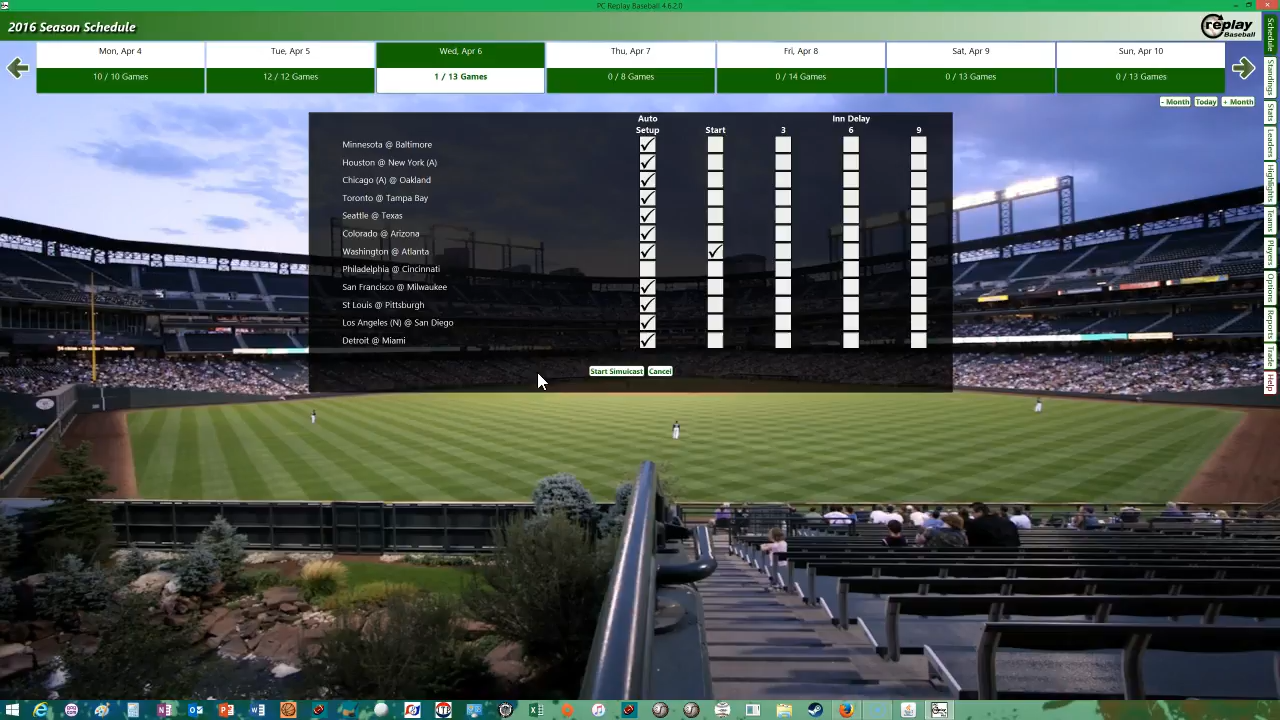 PC Replay Baseball 4.6.2.0
2016 Season Schedule
replay
Baseball
Mon, Apr 4
Tue, Apr 5
Wed, Apr 6
Thu, Apr 7
Fri, Apr 8
Sat, Apr 9
Sun, Apr 10
10 / 10 Games
12 / 12 Games
1 / 13 Games
0 / 8 Games
0 / 14 Games
0 / 13 Games
0 / 13 Games
- Month
Today
+ Month
Auto
Setup
Start
Inn Delay
3
6
9
Minnesota @ Baltimore
Houston @ New York (A)
Chicago (A) @ Oakland
Toronto @ Tampa Bay
Seattle @ Texas
Colorado @ Arizona
Washington @ Atlanta
Philadelphia @ Cincinnati
San Francisco @ Milwaukee
St Louis @ Pittsburgh
Los Angeles (N) @ San Diego
Detroit @ Miami
Start Simulcast
Cancel
Schedule
Standings
Stats
Leaders
Highlights
Teams
Players
Options
Reports
Trade
Help